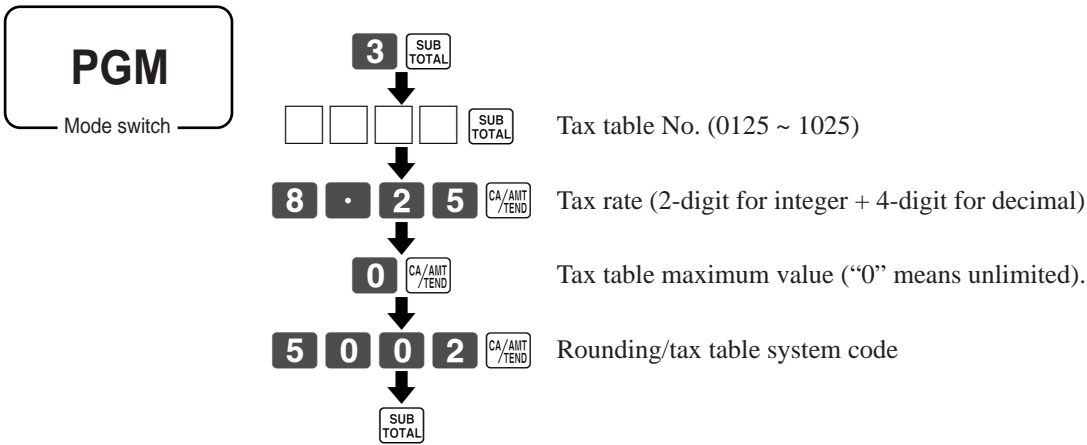 PGM
Mode switch
3 SUB TOTAL
SUB TOTAL Tax table No. (0125 ~ 1025)
8 · 2 5 CA/AMT /TEND Tax rate (2-digit for integer + 4-digit for decimal)
0 CA/AMT /TEND Tax table maximum value (“0” means unlimited).
5 0 0 2 CA/AMT /TEND Rounding/tax table system code
SUB TOTAL